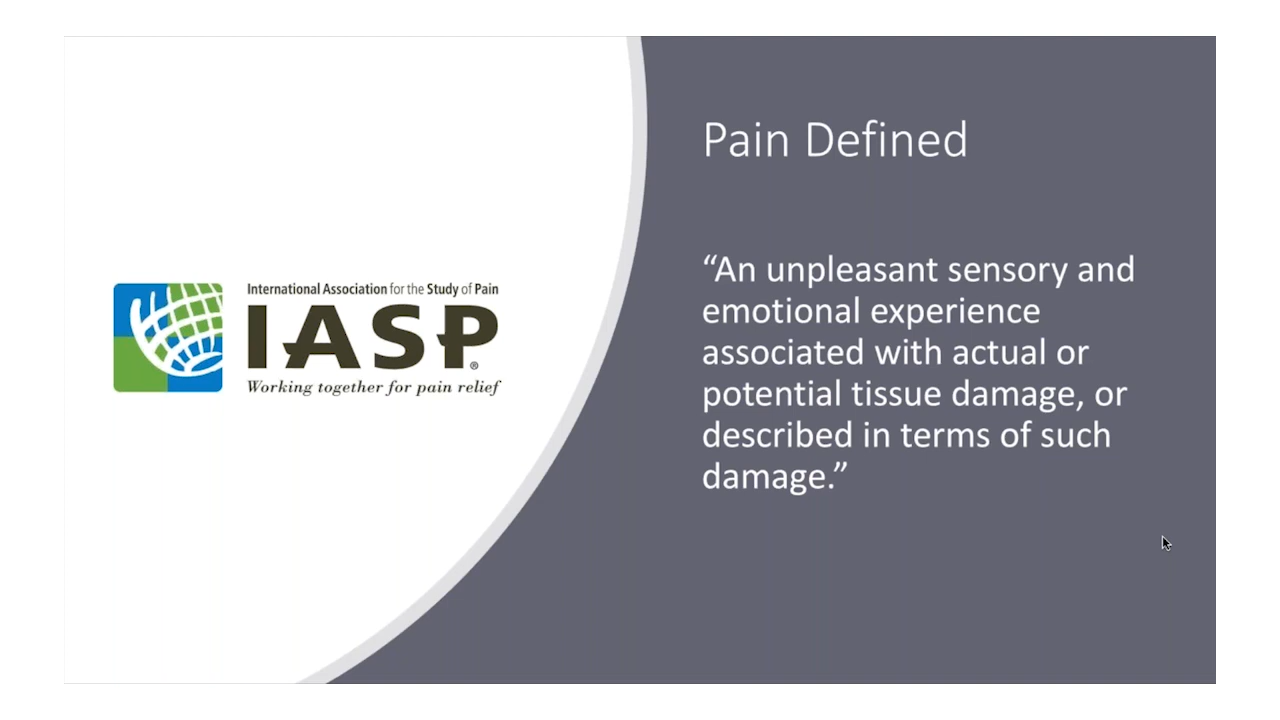 International Association for the Study of Pain
IASP®
Working together for pain relief
Pain Defined
“An unpleasant sensory and
emotional experience
associated with actual or
potential tissue damage, or
described in terms of such
damage.”